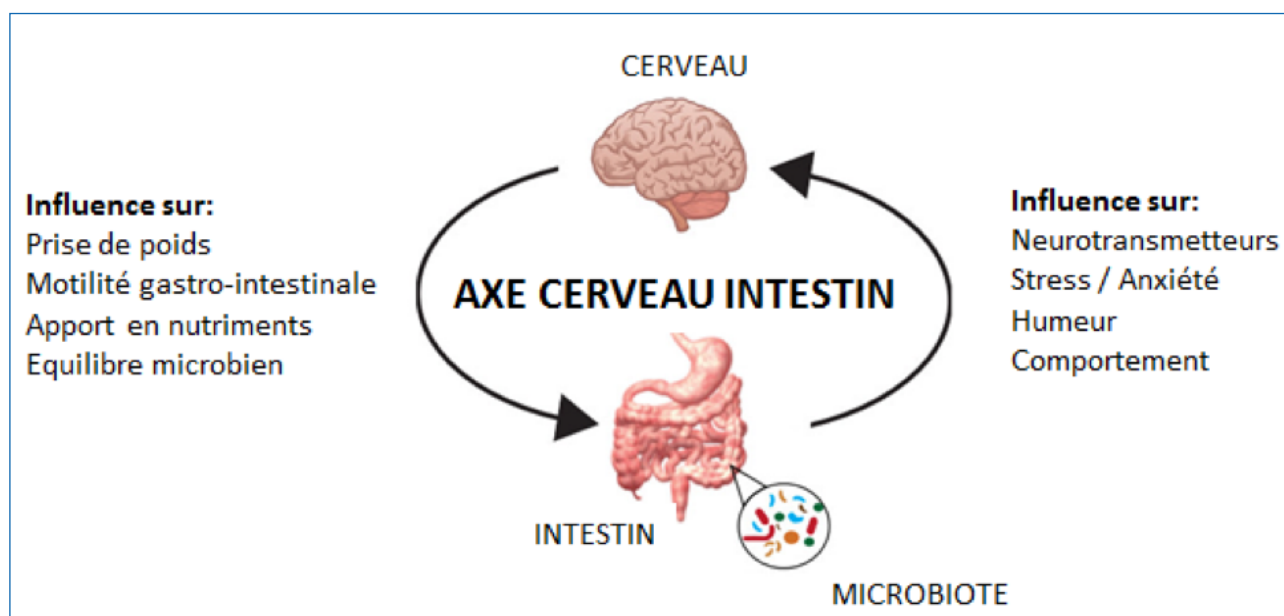 CERVEAU
Influence sur:
Prise de poids
Motilité gastro-intestinale
Apport en nutriments
Equilibre microbien
AXE CERVEAU INTESTIN
Influence sur:
Neurotransmetteurs
Stress / Anxiété
Humeur
Comportement
INTESTIN
MICROBIOTE